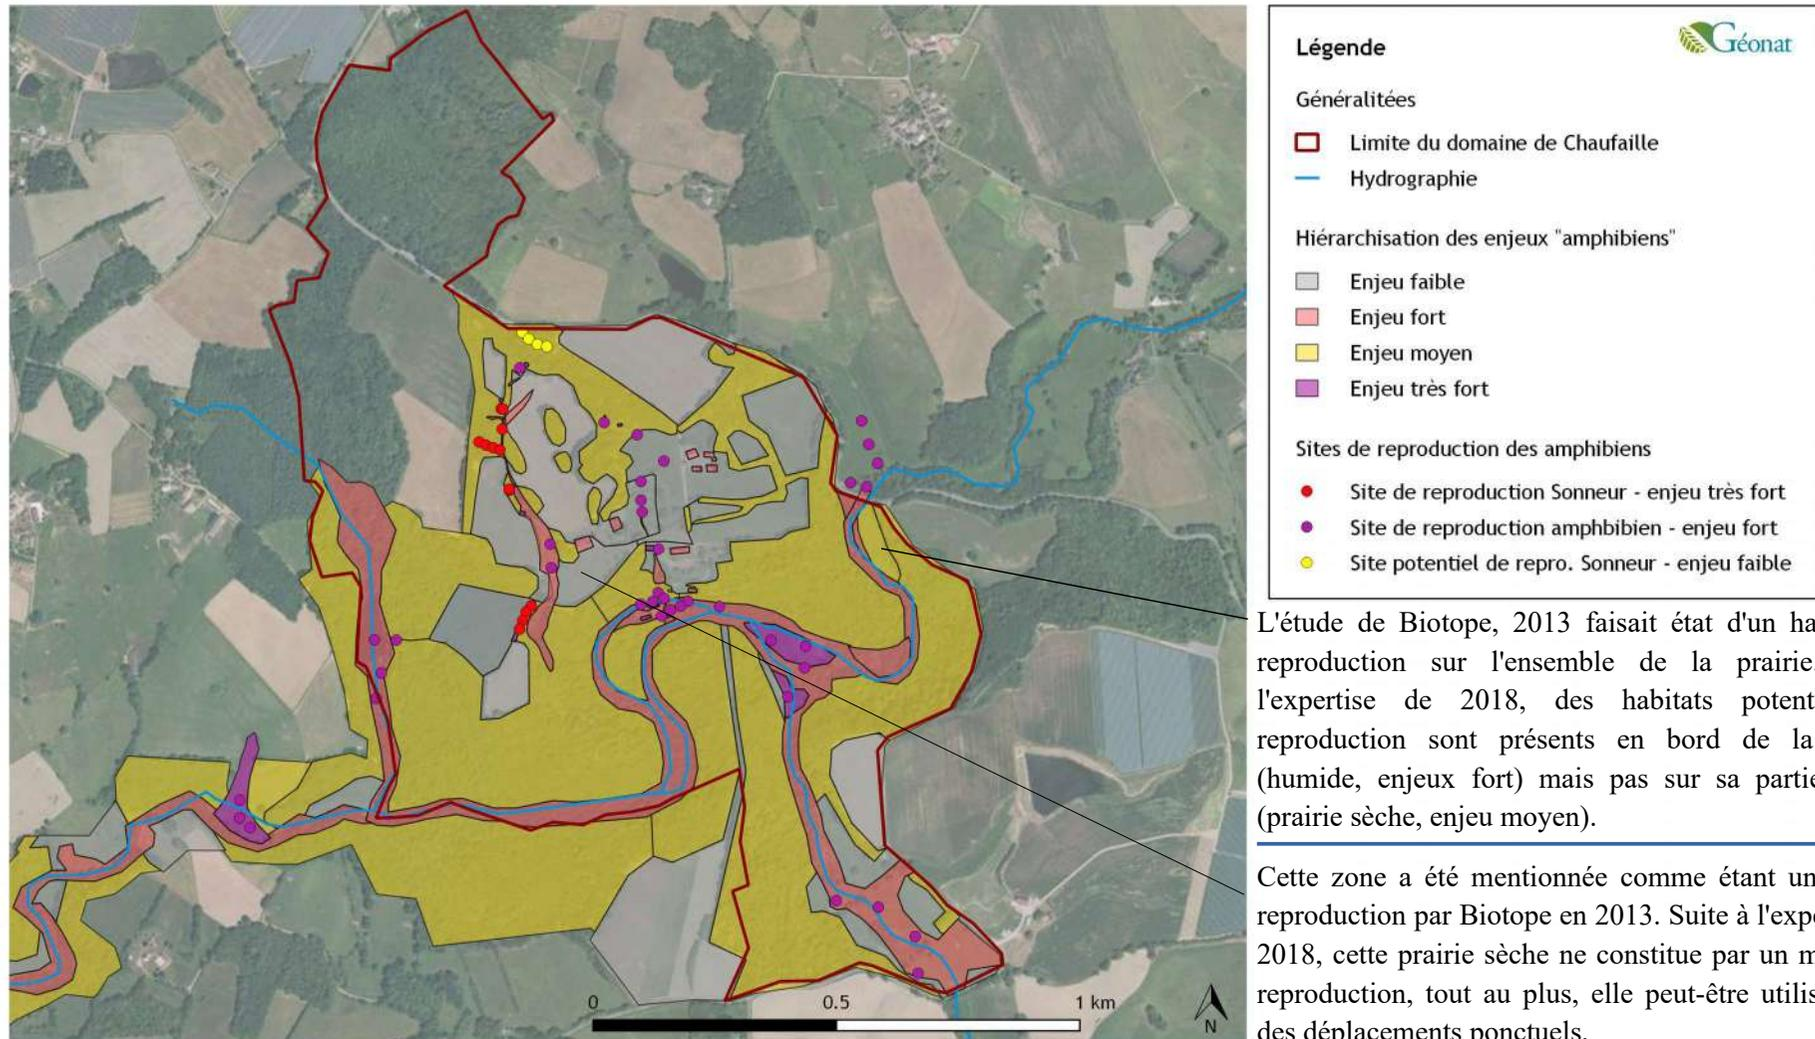 Légende
Géonat
Généralitées
Limite du domaine de Chaufaille
Hydrographie
Hiérarchisation des enjeux "amphibiens"
Enjeu faible
Enjeu fort
Enjeu moyen
Enjeu très fort
Sites de reproduction des amphibiens
Site de reproduction Sonneur - enjeu très fort
Site de reproduction amphbibien - enjeu fort
Site potentiel de repro. Sonneur - enjeu faible
L'étude de Biotope, 2013 faisait état d'un ha
reproduction sur l'ensemble de la prairie
l'expertise de 2018, des habitats potent
reproduction sont présents en bord de la
(humide, enjeux fort) mais pas sur sa partie
(prairie sèche, enjeu moyen).
Cette zone a été mentionnée comme étant un
reproduction par Biotope en 2013. Suite à l'exp
2018, cette prairie sèche ne constitue par un m
reproduction, tout au plus, elle peut-être utilis
des déplacements ponctuels.
0 0.5 1 km
N